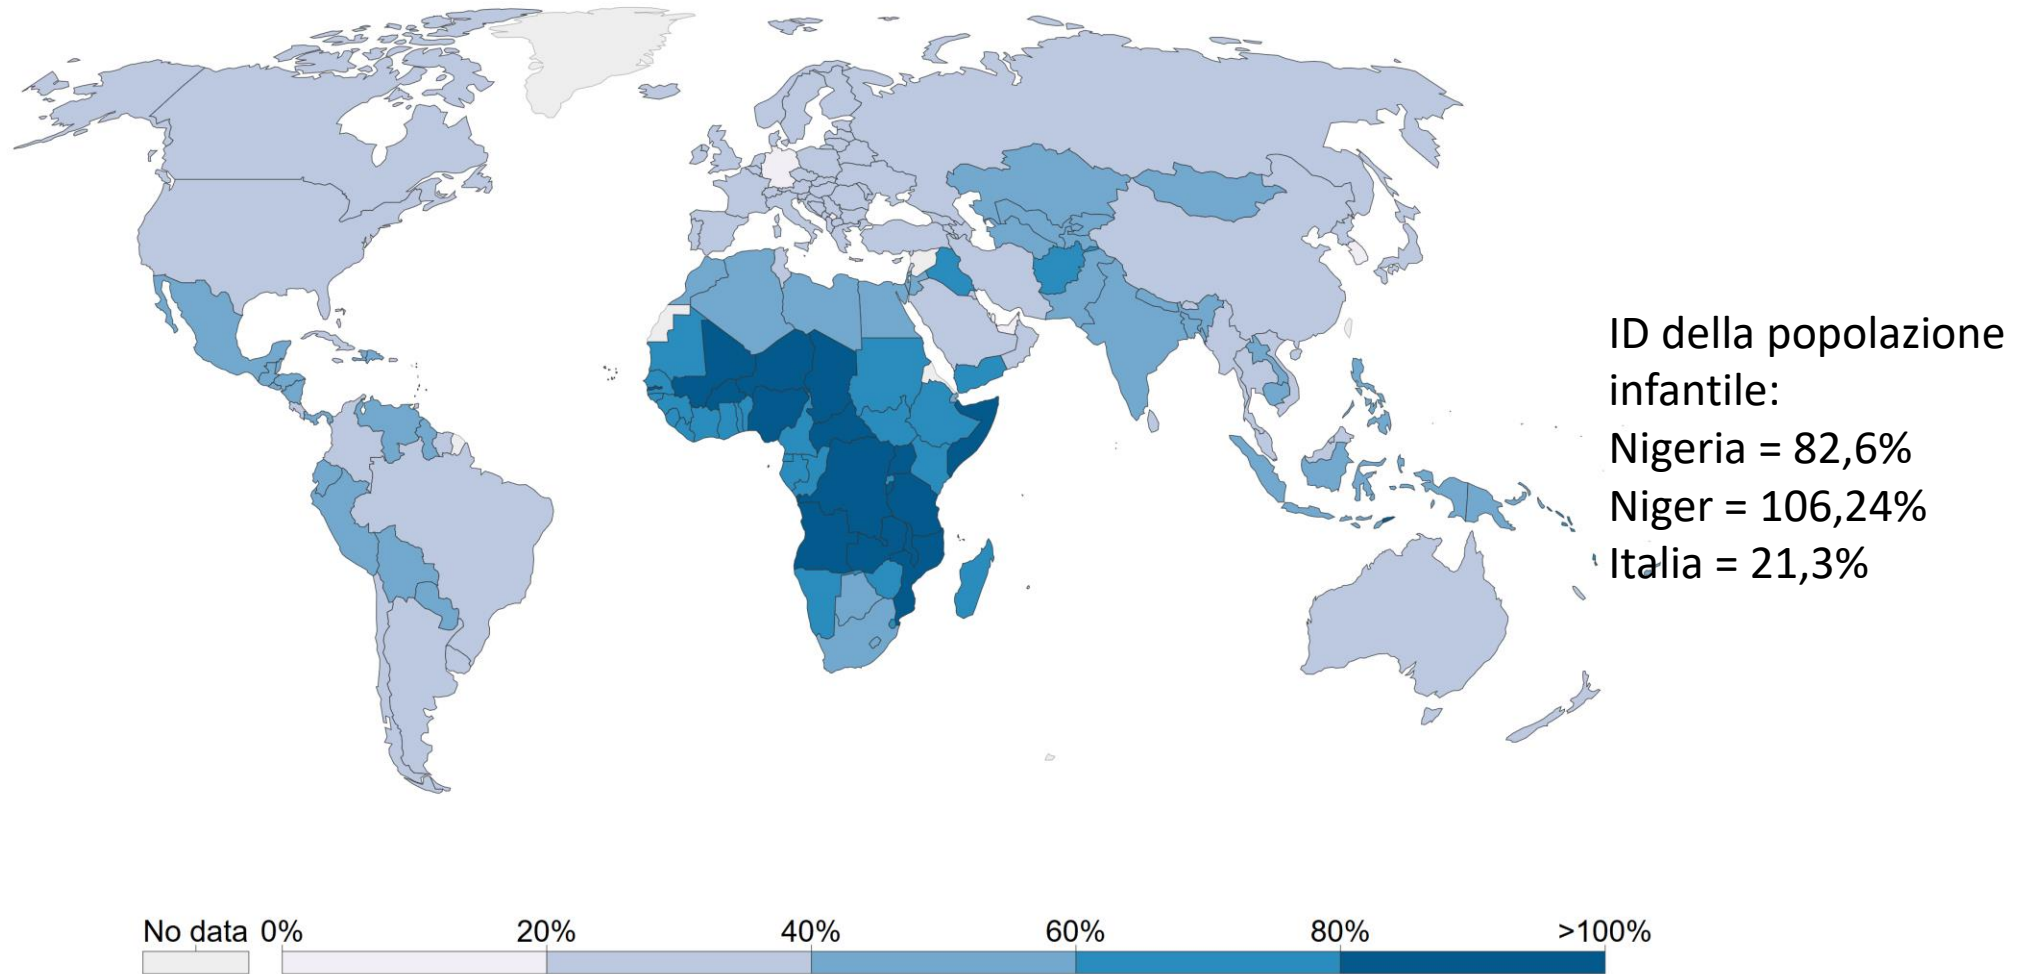 ID della popolazione
infantile:
Nigeria = 82,6%
Niger = 106,24%
Italia = 21,3%
No data 0% 20% 40% 60% 80% >100%